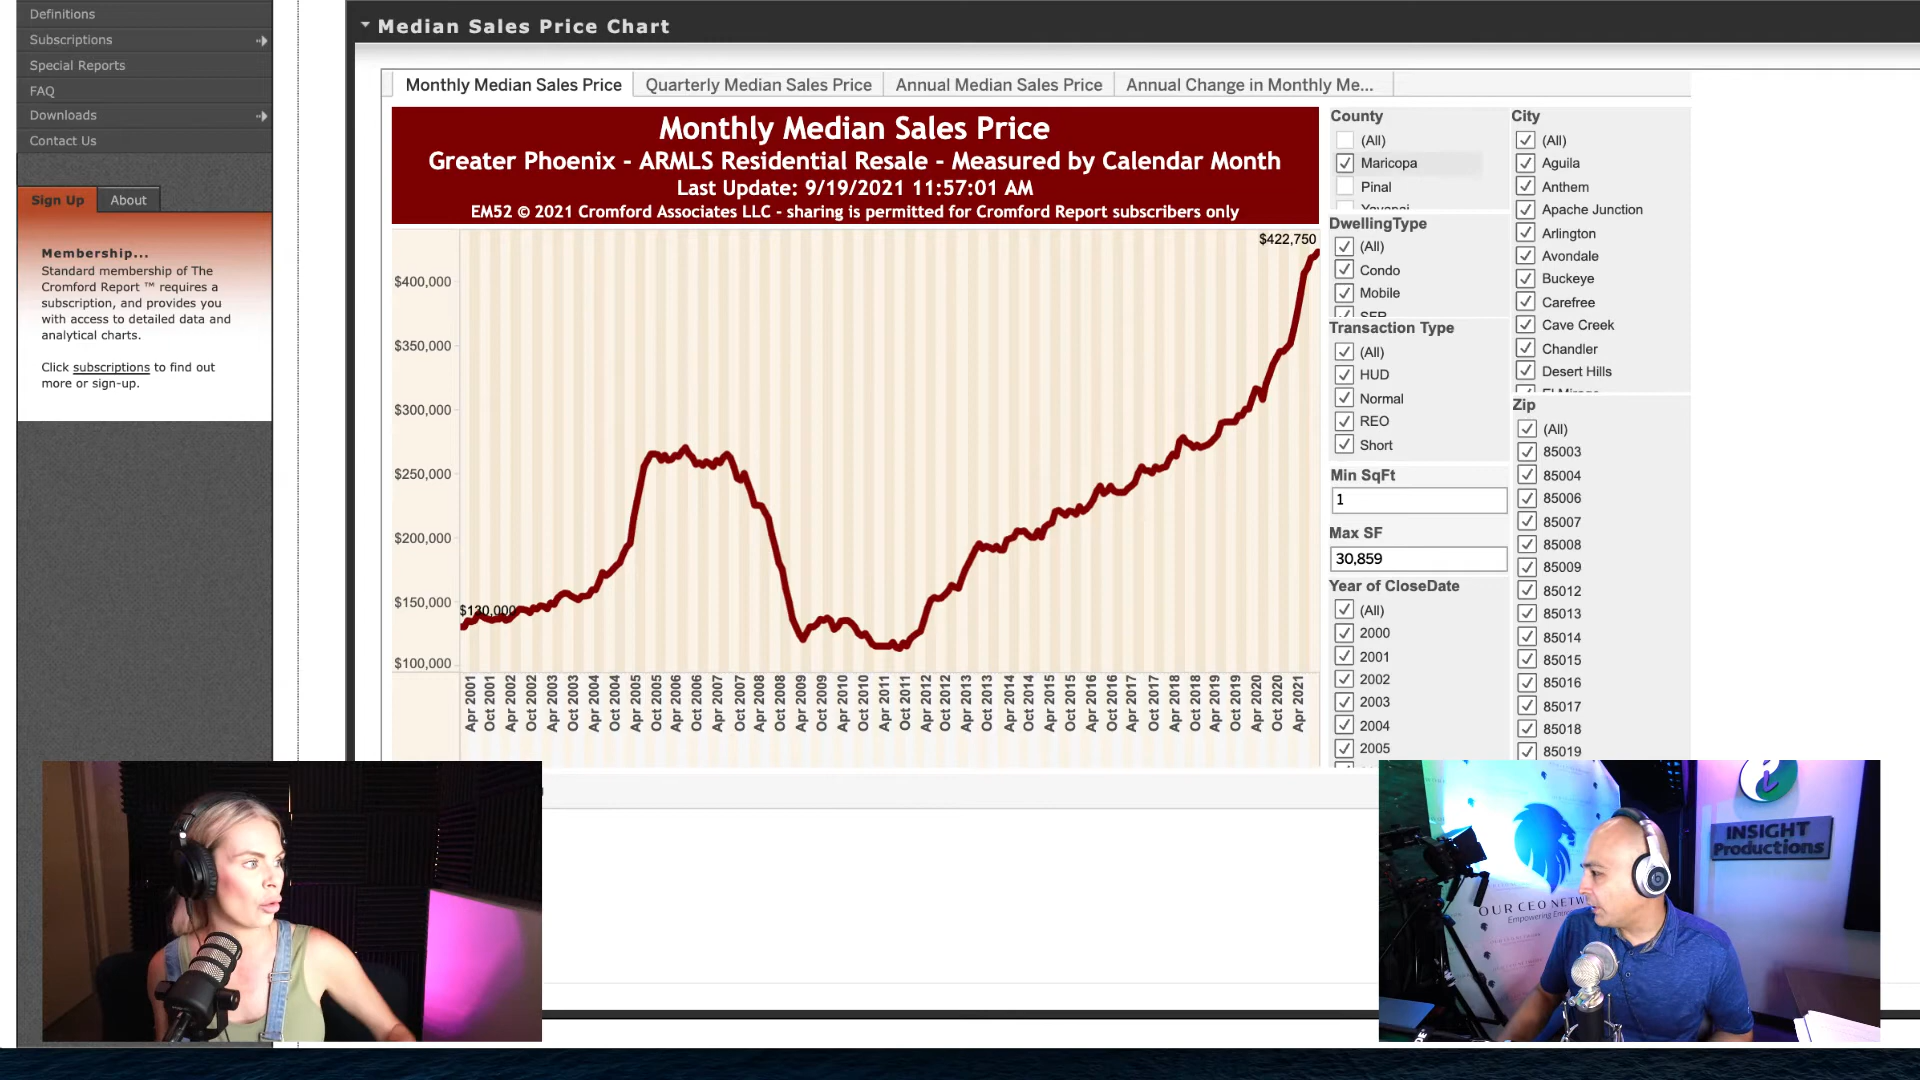 Definitions
Subscriptions
Special Reports
FAQ
Downloads
Contact Us
Sign Up
About
Membership...
Standard membership of The
Cromford Report ™ requires a
subscription, and provides you
with access to detailed data and
analytical charts.
Click subscriptions to find out
more or sign-up.
Median Sales Price Chart
Monthly Median Sales Price
Quarterly Median Sales Price
Annual Median Sales Price
Annual Change in Monthly Me...
Monthly Median Sales Price
Greater Phoenix - ARMLS Residential Resale - Measured by Calendar Month
Last Update: 9/19/2021 11:57:01 AM
EM52 © 2021 Cromford Associates LLC - sharing is permitted for Cromford Report subscribers only
$422,750
$400,000
$350,000
$300,000
$250,000
$200,000
$150,000
$100,000
$130,000
Apr 2001
Oct 2001
Apr 2002
Oct 2002
Apr 2003
Oct 2003
Apr 2004
Oct 2004
Apr 2005
Oct 2005
Apr 2006
Oct 2006
Apr 2007
Oct 2007
Apr 2008
Oct 2008
Apr 2009
Oct 2009
Apr 2010
Oct 2010
Apr 2011
Oct 2011
Apr 2012
Oct 2012
Apr 2013
Oct 2013
Apr 2014
Oct 2014
Apr 2015
Oct 2015
Apr 2016
Oct 2016
Apr 2017
Oct 2017
Apr 2018
Oct 2018
Apr 2019
Oct 2019
Apr 2020
Oct 2020
Apr 2021
County
(All)
Maricopa
Pinal
DwellingType
(All)
Condo
Mobile
Transaction Type
(All)
HUD
Normal
REO
Short
Min SqFt
1
Max SF
30,859
Year of CloseDate
(All)
2000
2001
2002
2003
2004
2005
City
(All)
Aguila
Anthem
Apache Junction
Arlington
Avondale
Buckeye
Carefree
Cave Creek
Chandler
Desert Hills
Zip
(All)
85003
85004
85006
85007
85008
85009
85012
85013
85014
85015
85016
85017
85018
85019
INSIGHT
Productions
OUR CEO NETW